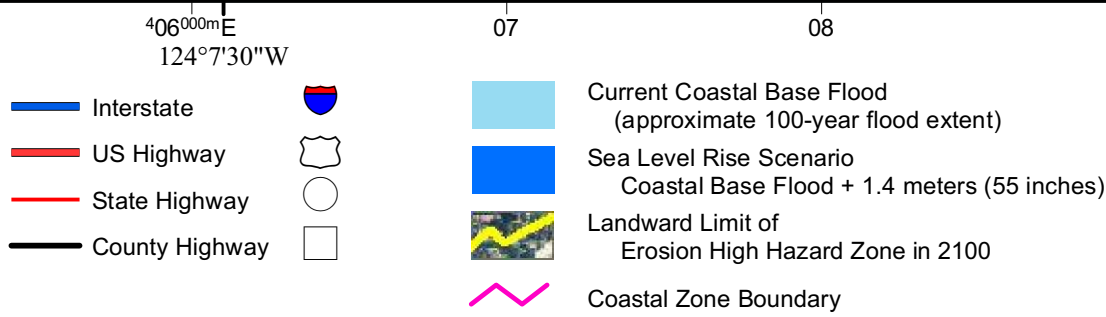 ⁴06⁰⁰⁰ᵐE 07 08
124°7'30"W
Interstate
US Highway
State Highway
County Highway
Current Coastal Base Flood
(approximate 100-year flood extent)
Sea Level Rise Scenario
Coastal Base Flood + 1.4 meters (55 inches)
Landward Limit of
Erosion High Hazard Zone in 2100
Coastal Zone Boundary